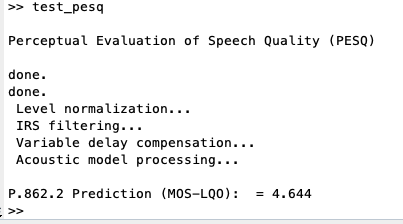 >> test_pesq
Perceptual Evaluation of Speech Quality (PESQ)
done.
done.
Level normalization...
IRS filtering...
Variable delay compensation...
Acoustic model processing...
P.862.2 Prediction (MOS-LQO):  = 4.644
>>